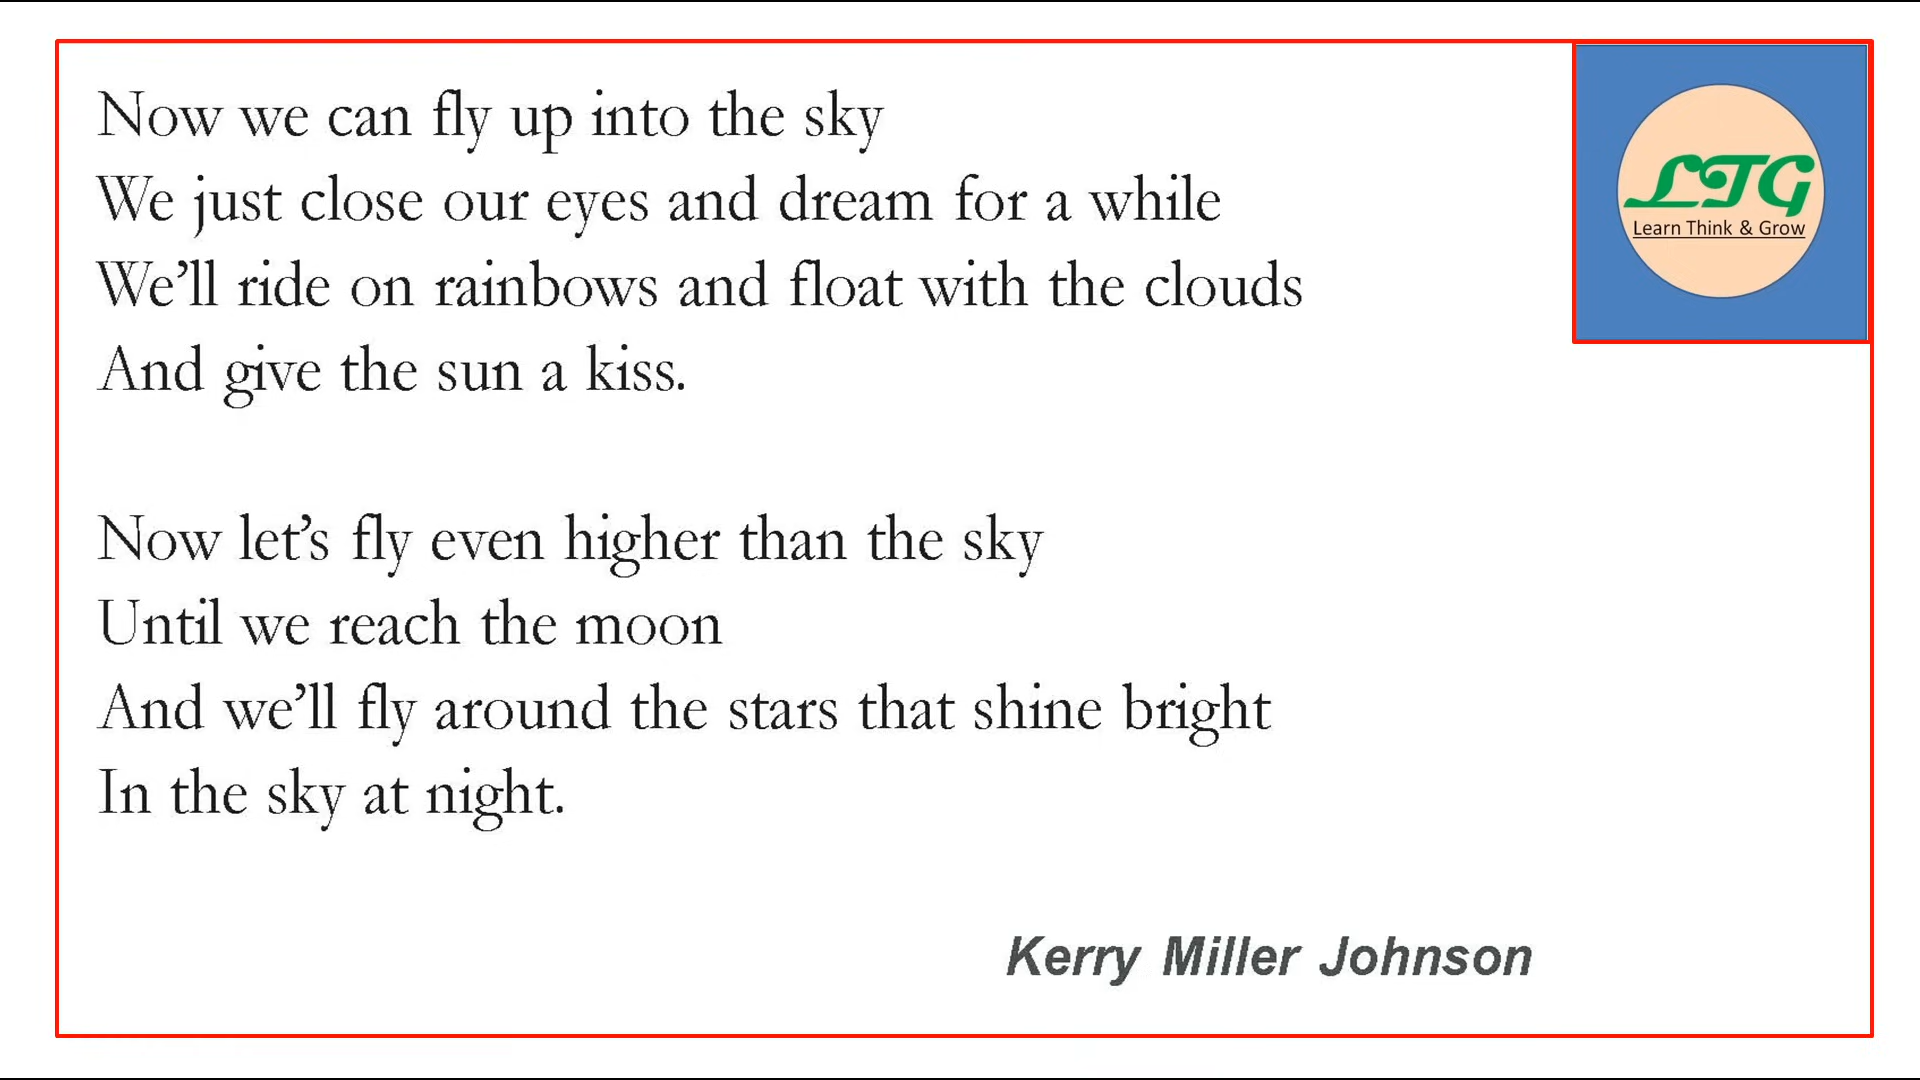 Now we can fly up into the sky
We just close our eyes and dream for a while
We’ll ride on rainbows and float with the clouds
And give the sun a kiss.
Now let’s fly even higher than the sky
Until we reach the moon
And we’ll fly around the stars that shine bright
In the sky at night.
Kerry Miller Johnson
LTG
Learn Think & Grow